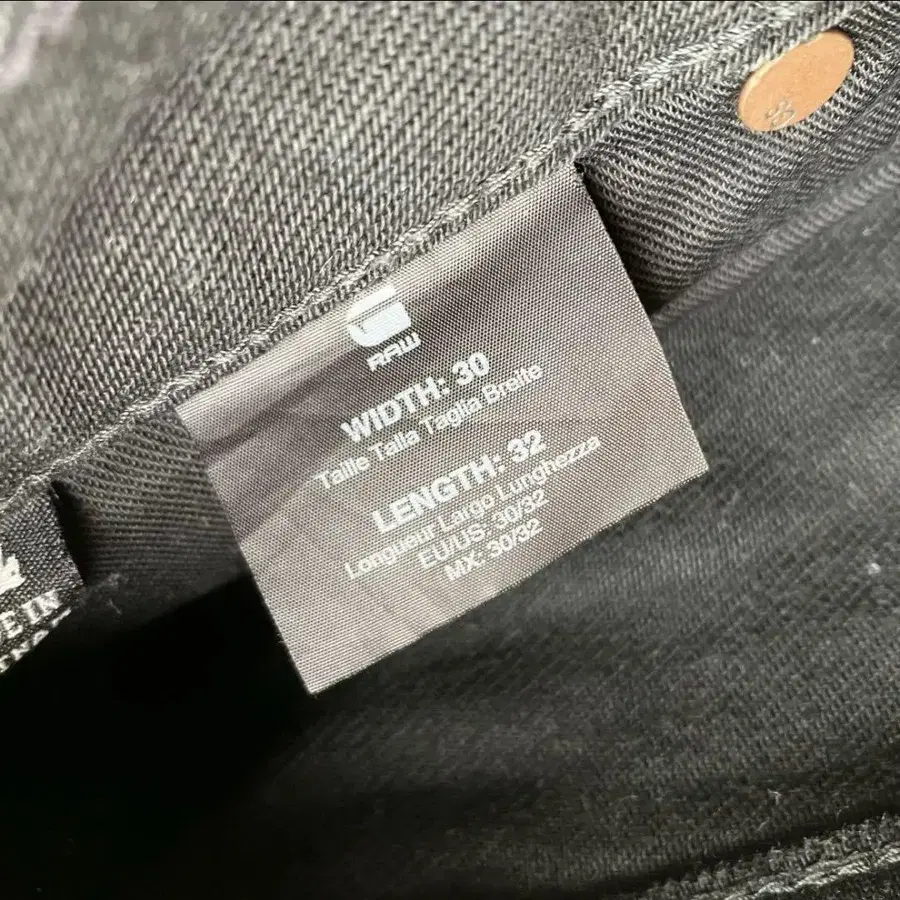 G
RAW
WIDTH: 30
Taille Talla Taglia Breite
LENGTH: 32
Longueur Largo Lunghezza
EU/US: 30/32
MX: 30/32
E IN